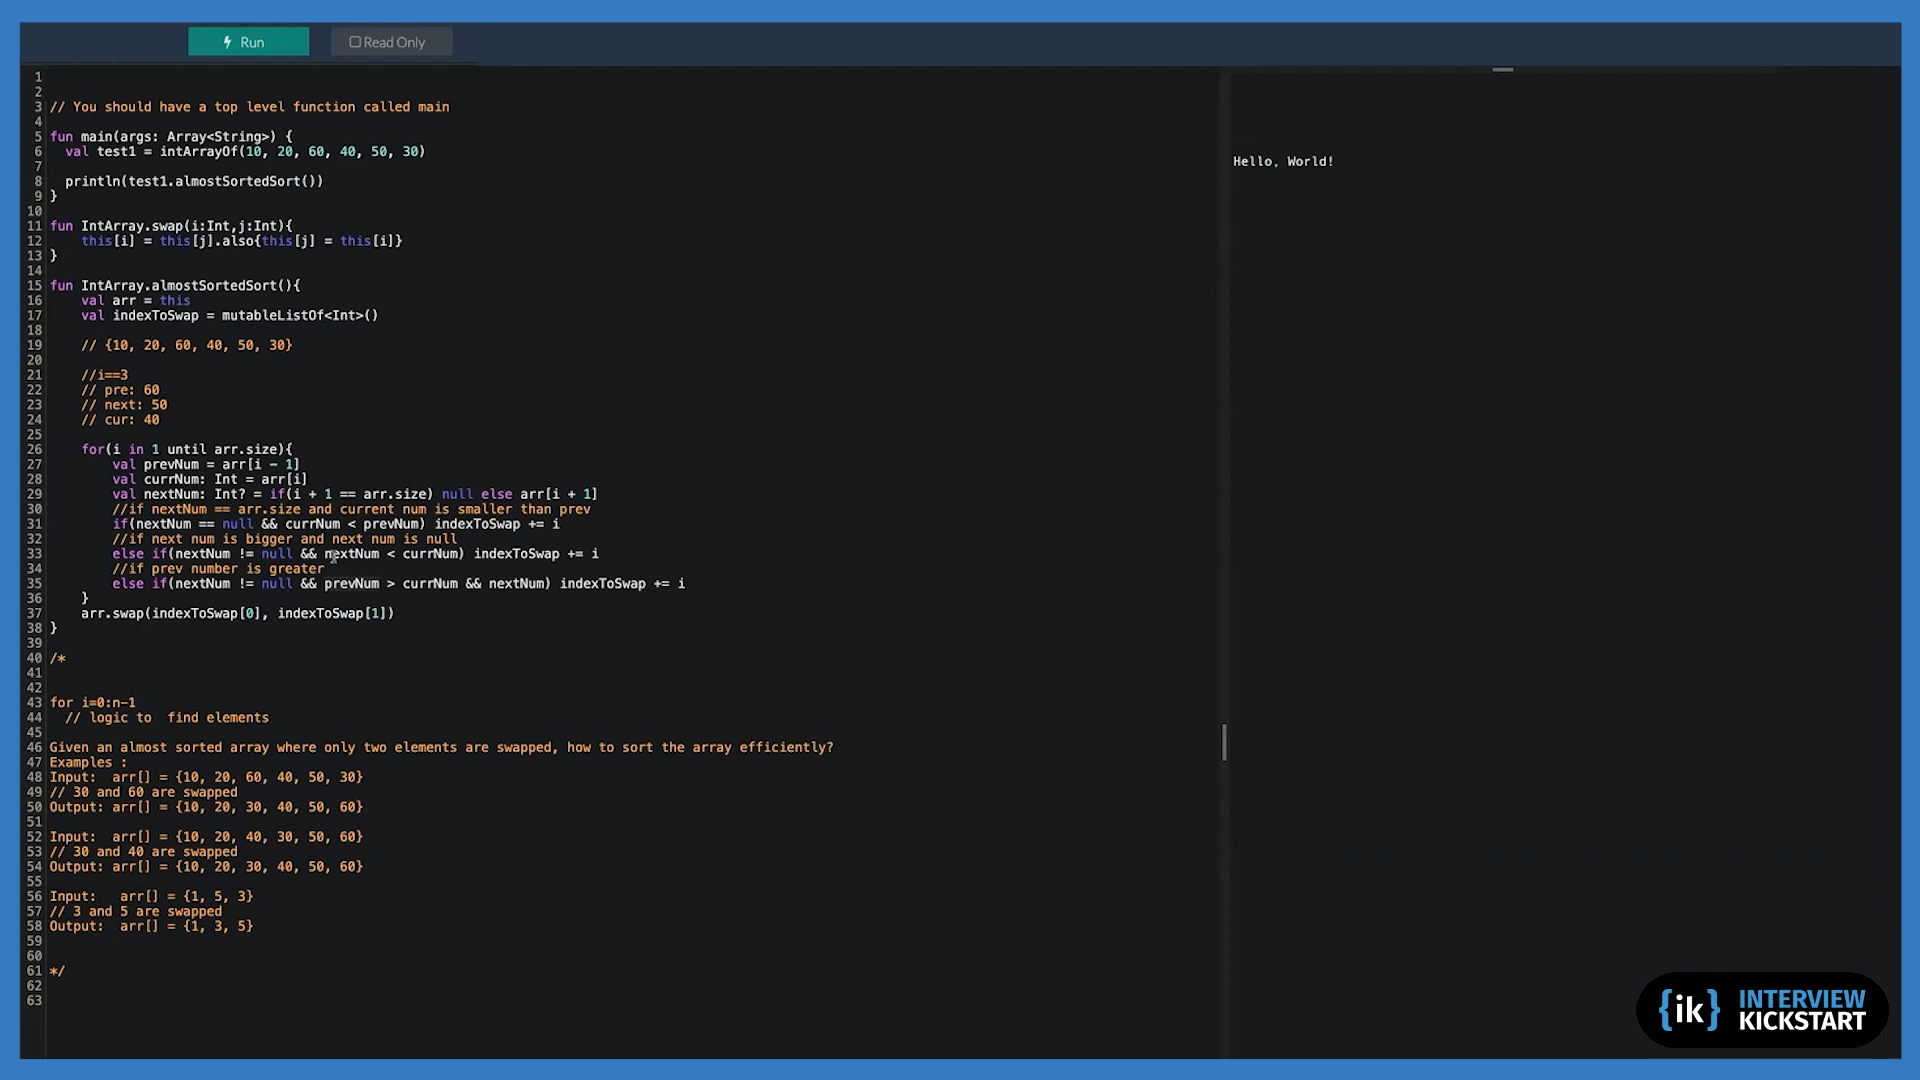 Run
Read Only
1
2
3 // You should have a top level function called main
4
5 fun main(args: Array<String>) {
6 val test1 = intArrayOf(10, 20, 60, 40, 50, 30)
7
8 println(test1.almostSortedSort())
9 }
10
11 fun IntArray.swap(i:Int,j:Int){
12 this[i] = this[j].also{this[j] = this[i]}
13 }
14
15 fun IntArray.almostSortedSort(){
16 val arr = this
17 val indexToSwap = mutableListOf<Int>()
18
19 // {10, 20, 60, 40, 50, 30}
20
21 //i==3
22 // pre: 60
23 // next: 50
24 // cur: 40
25
26 for(i in 1 until arr.size){
27 val prevNum = arr[i - 1]
28 val currNum: Int = arr[i]
29 val nextNum: Int? = if(i + 1 == arr.size) null else arr[i + 1]
30 //if nextNum == arr.size and current num is smaller than prev
31 if(nextNum == null && currNum < prevNum) indexToSwap += i
32 //if next num is bigger and next num is null
33 else if(nextNum != null && nextNum < currNum) indexToSwap += i
34 //if prev number is greater
35 else if(nextNum != null && prevNum > currNum && nextNum) indexToSwap += i
36 }
37 arr.swap(indexToSwap[0], indexToSwap[1])
38 }
39
40 /*
41
42
43 for i=0:n-1
44 // logic to  find elements
45
46 Given an almost sorted array where only two elements are swapped, how to sort the array efficiently?
47 Examples :
48 Input:  arr[] = {10, 20, 60, 40, 50, 30}
49 // 30 and 60 are swapped
50 Output: arr[] = {10, 20, 30, 40, 50, 60}
51
52 Input:  arr[] = {10, 20, 40, 30, 50, 60}
53 // 30 and 40 are swapped
54 Output: arr[] = {10, 20, 30, 40, 50, 60}
55
56 Input:   arr[] = {1, 5, 3}
57 // 3 and 5 are swapped
58 Output:  arr[] = {1, 3, 5}
59
60
61 */
62
63
Hello, World!
{ik} INTERVIEW
KICKSTART